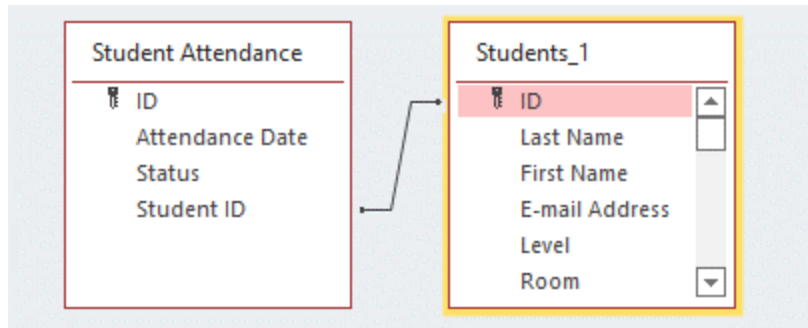 Student Attendance
ID
Attendance Date
Status
Student ID
Students_1
ID
Last Name
First Name
E-mail Address
Level
Room